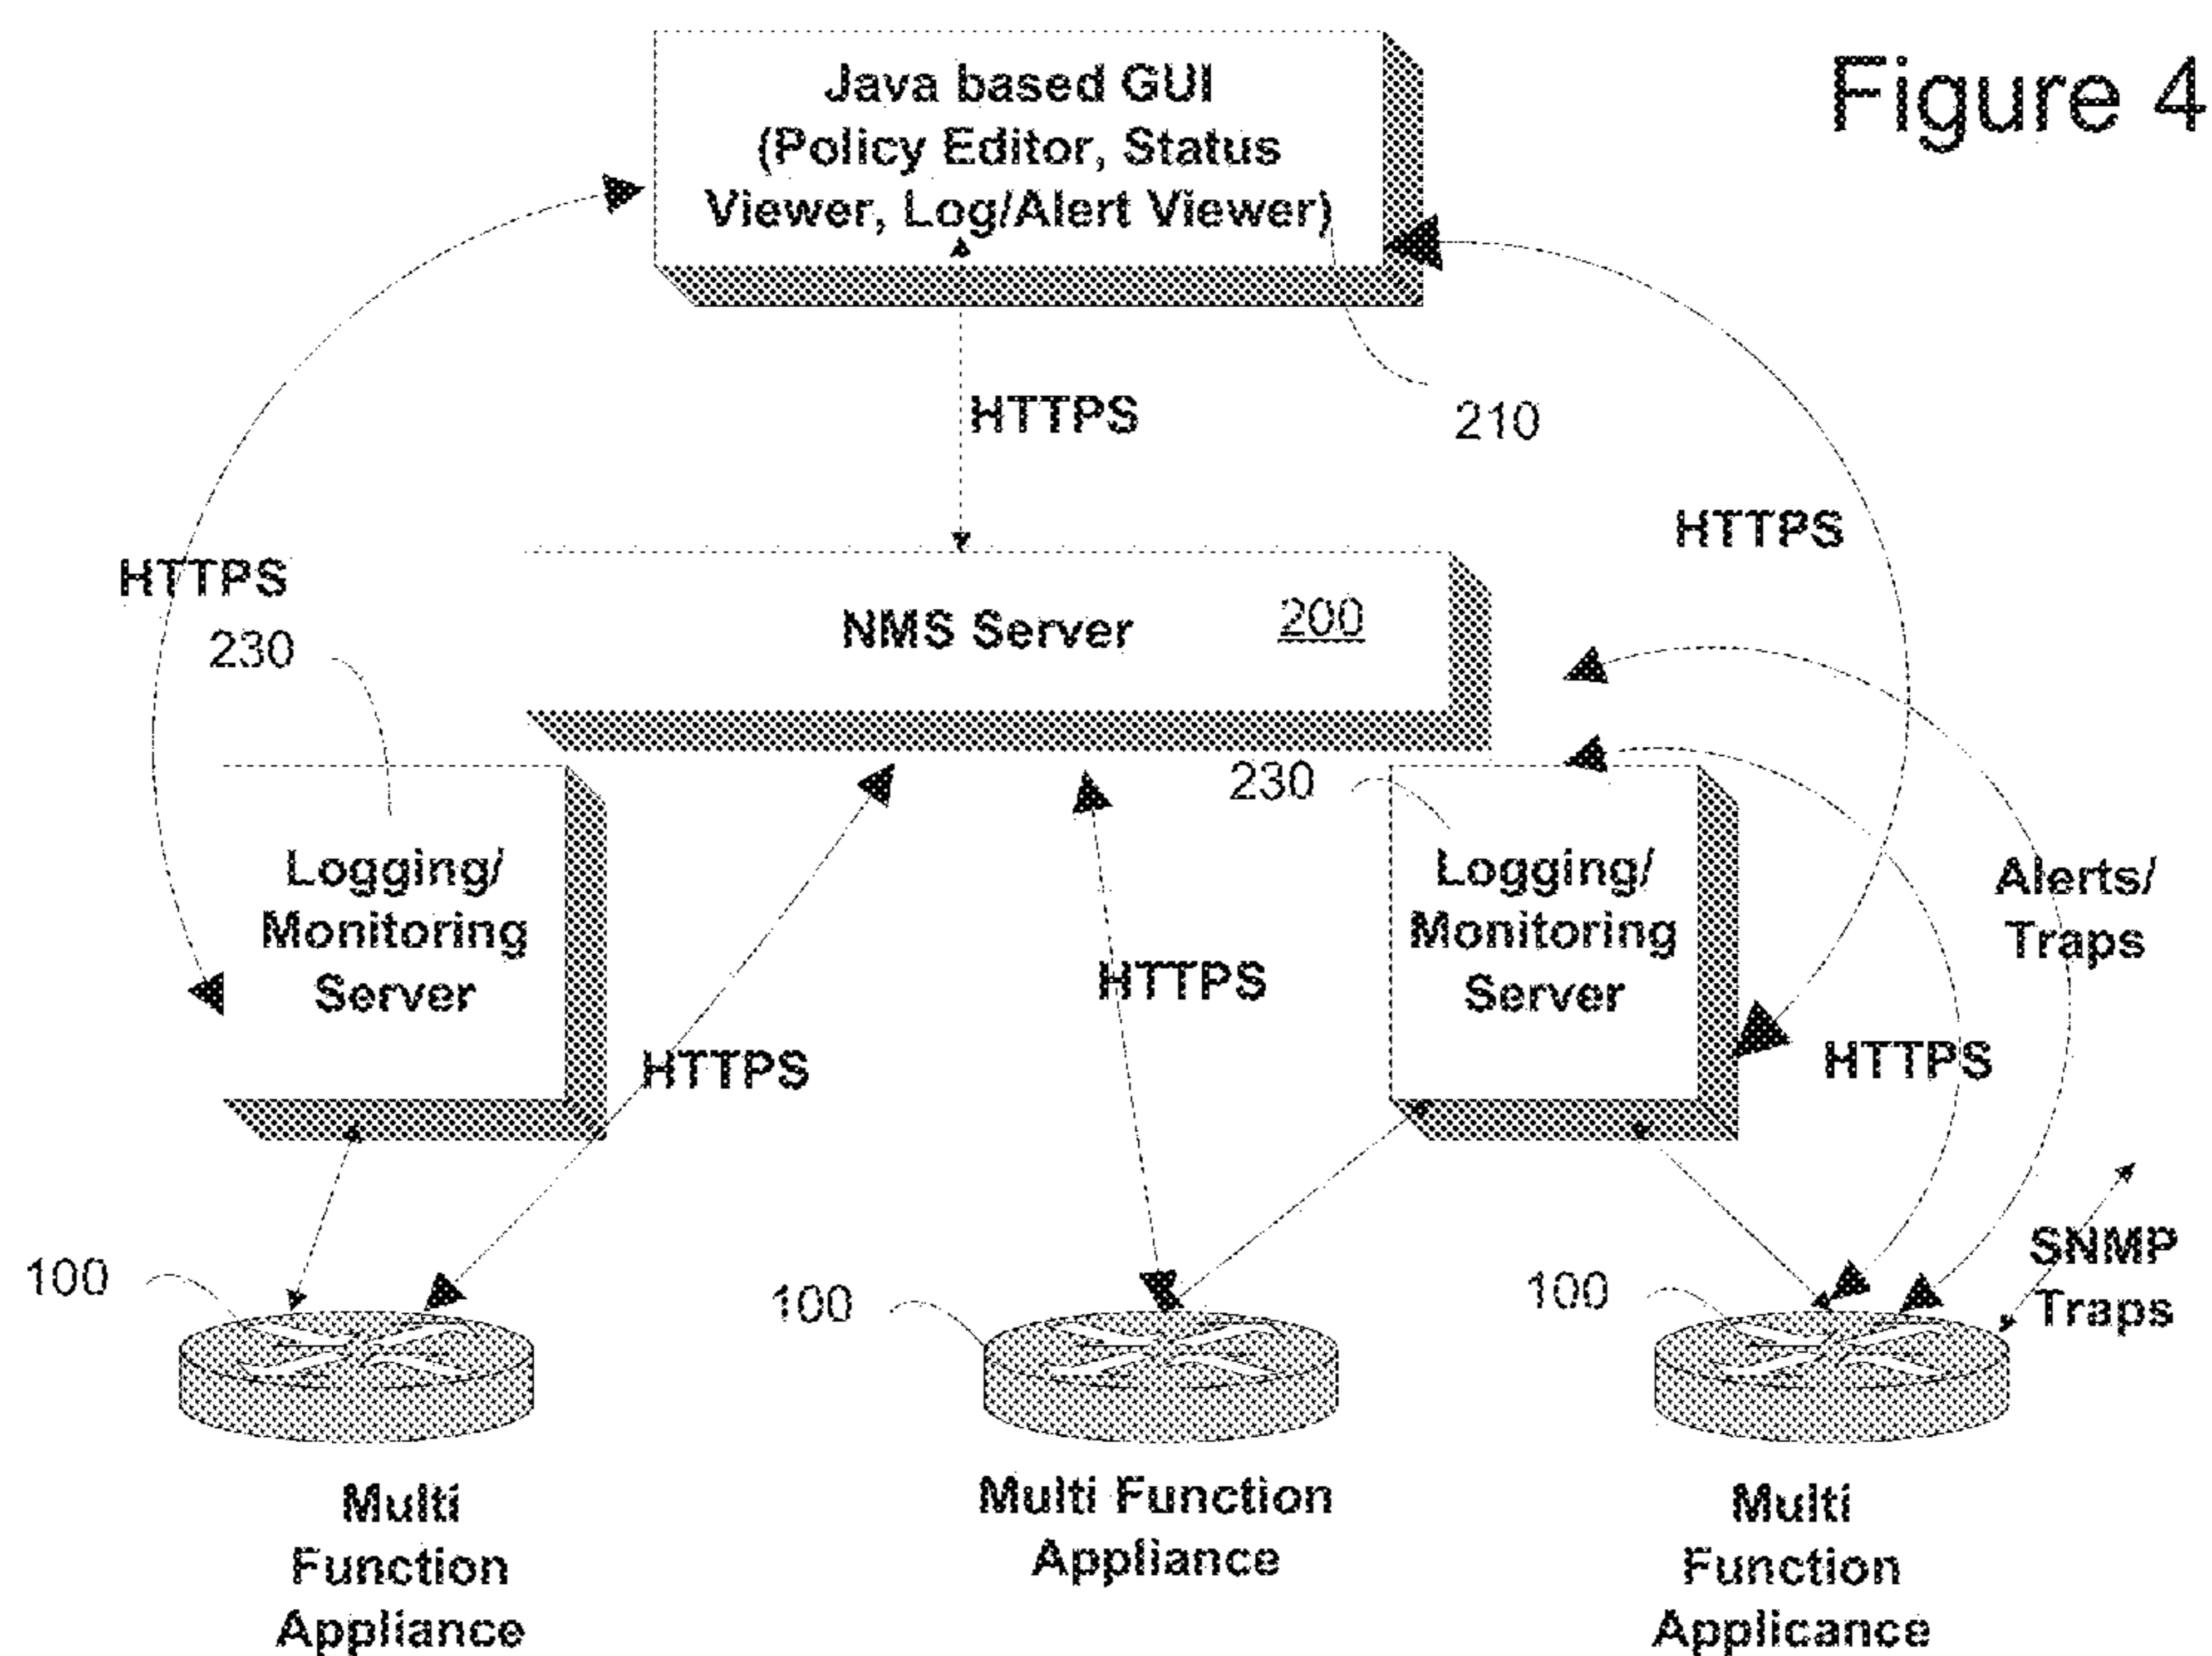 Figure 4
Java based GUI
(Policy Editor, Status
Viewer, Log/Alert Viewer)
210
HTTPS
HTTPS
HTTPS
NMS Server 200
230
230
Logging/
Monitoring
Server
Logging/
Monitoring
Server
Alerts/
Traps
HTTPS
HTTPS
HTTPS
SNMP
Traps
100
100
100
Multi
Function
Appliance
Multi Function
Appliance
Multi
Function
Applicance